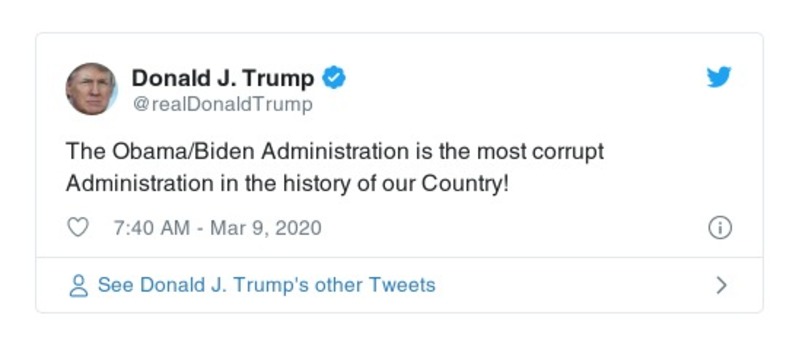 Donald J. Trump
@realDonaldTrump
The Obama/Biden Administration is the most corrupt
Administration in the history of our Country!
7:40 AM - Mar 9, 2020
See Donald J. Trump's other Tweets